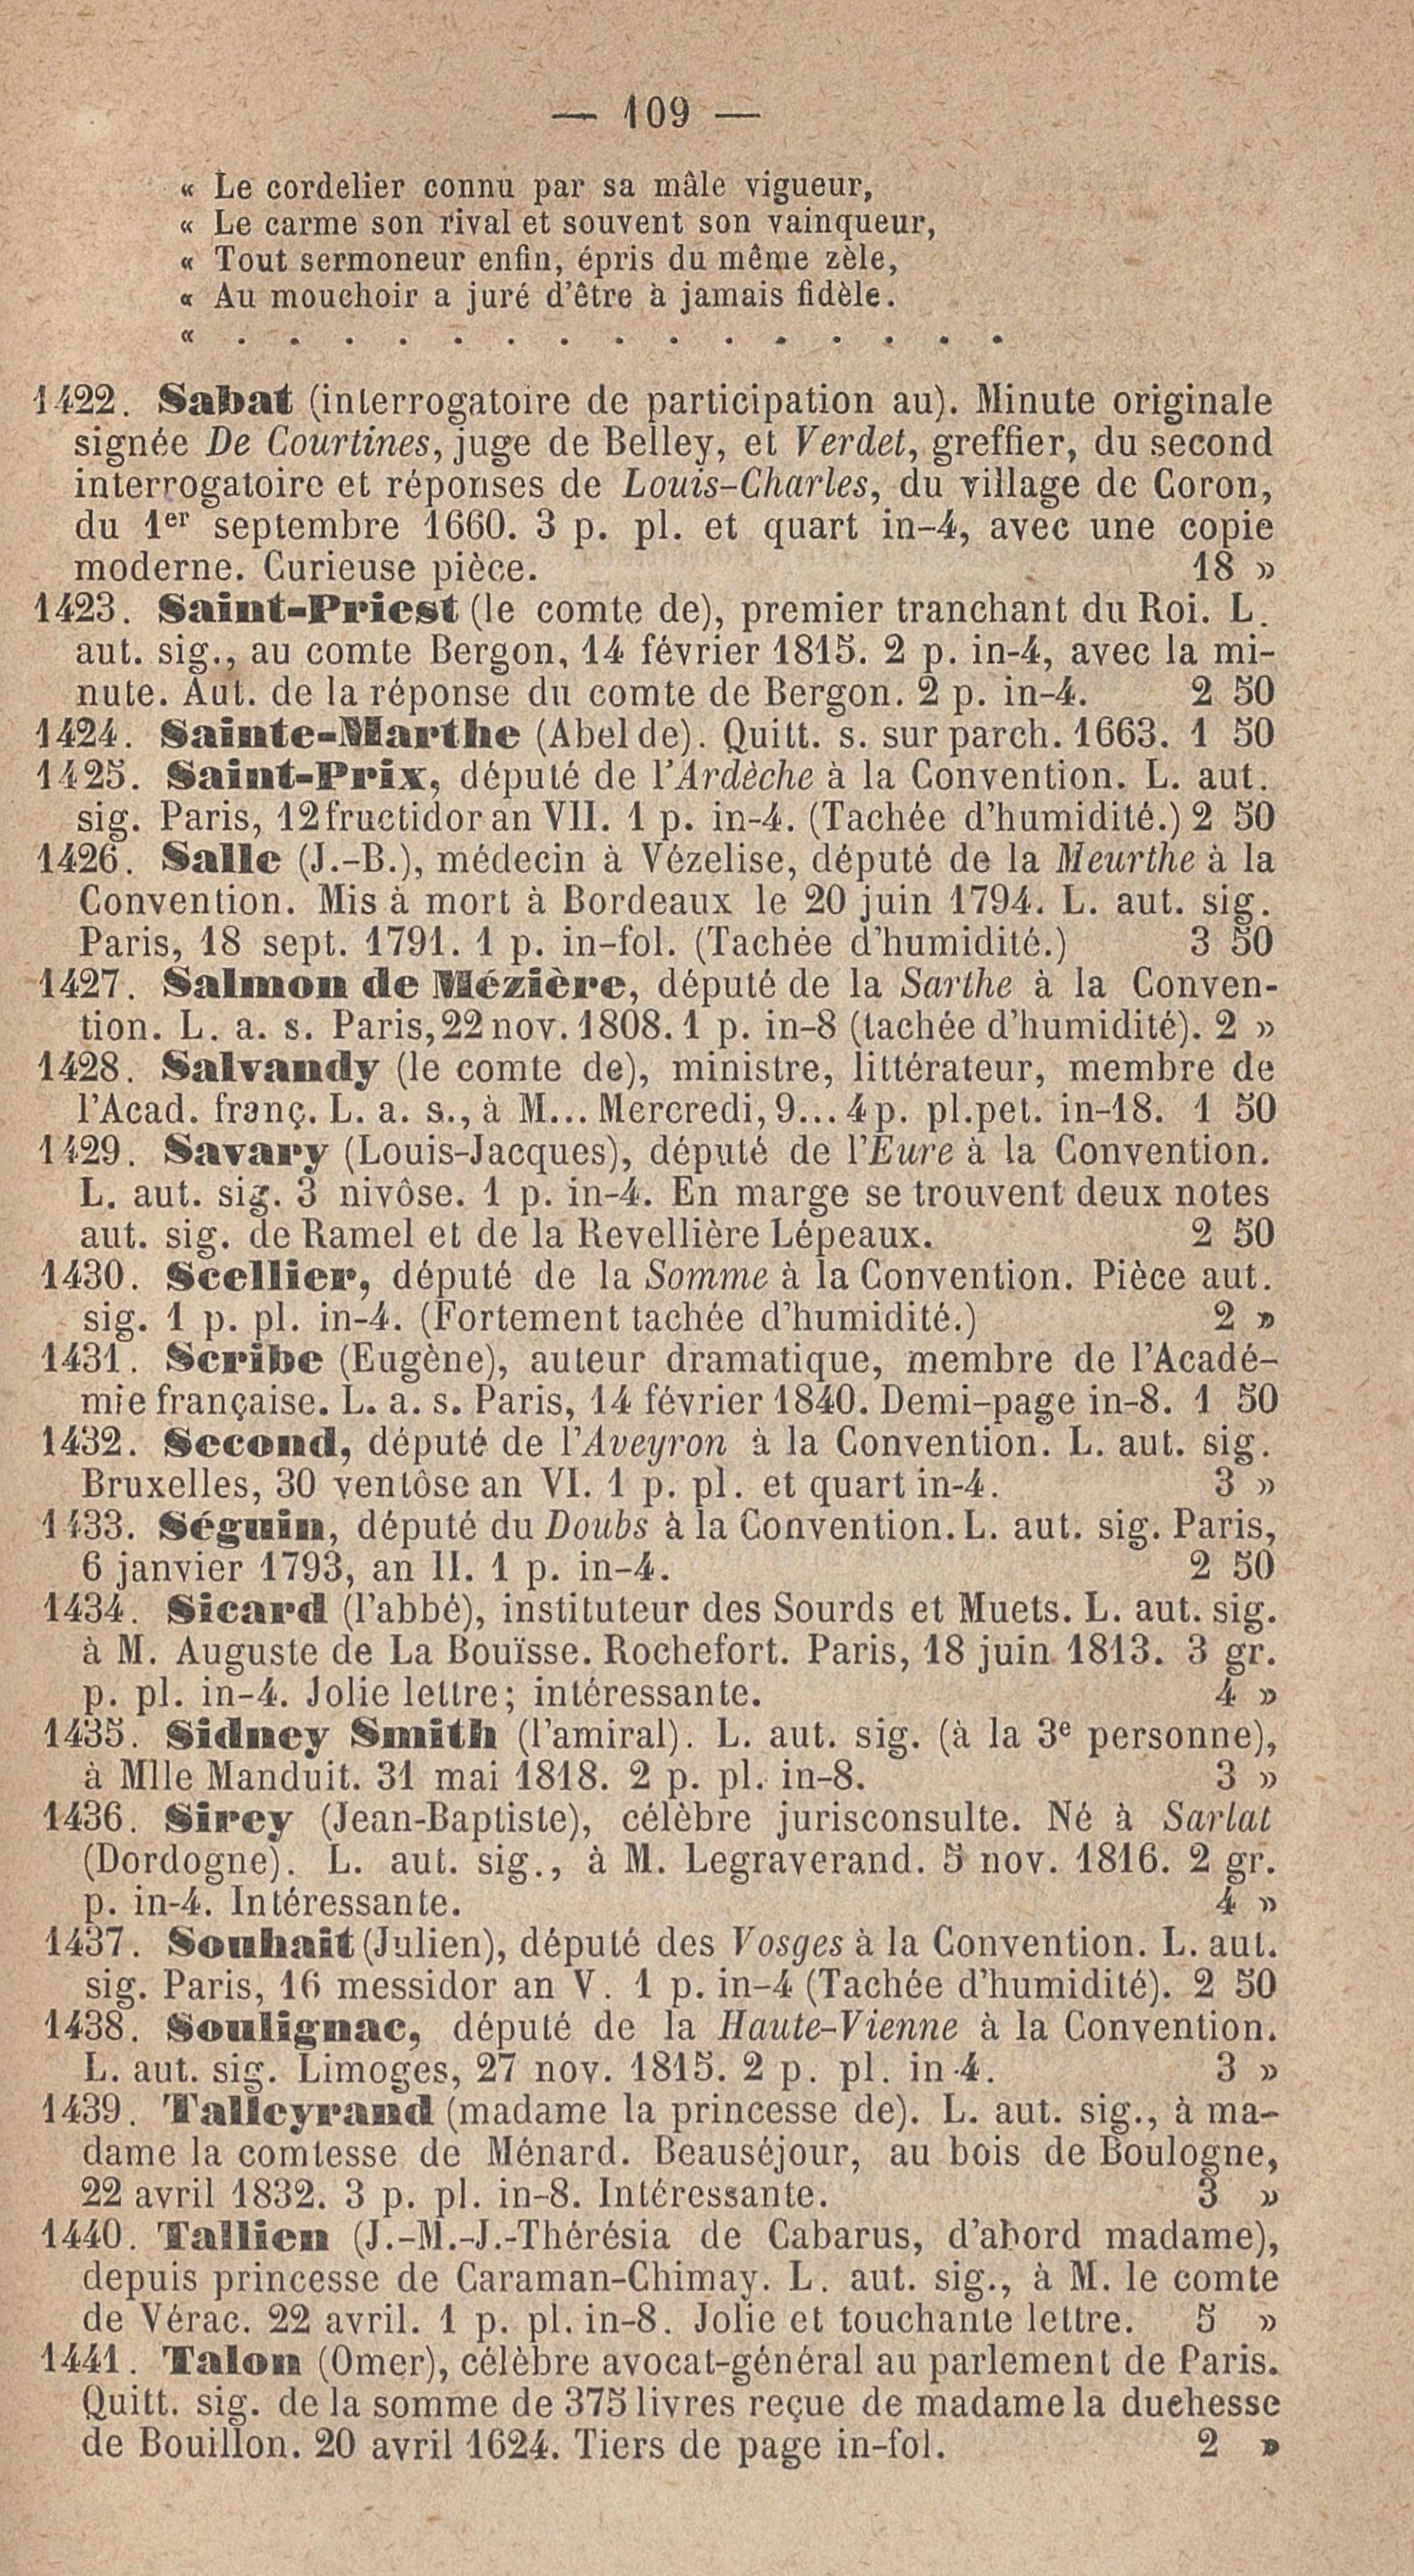 — 109 —
« Le cordelier connu par sa mâle vigueur,
« Le carme son rival et souvent son vainqueur,
« Tout sermoneur enfin, épris du même zèle,
« Au mouchoir a juré d'être à jamais fidèle.
« . . . . . . . . . . . . . . .
1422. Sabat (interrogatoire de participation au). Minute originale
signée De Courtines, juge de Belley, et Verdet, greffier, du second
interrogatoire et réponses de Louis-Charles, du village de Coron,
du 1er septembre 1660. 3 p. pl. et quart in-4, avec une copie
moderne. Curieuse pièce. 18 »
1423. Saint-Priest (le comte de), premier tranchant du Roi. L.
aut. sig., au comte Bergon, 14 février 1815. 2 p. in-4, avec la mi-
nute. Aut. de la réponse du comte de Bergon. 2 p. in-4. 2 50
1424. Sainte-Marthe (Abel de). Quitt. s. sur parch. 1663. 1 50
1425. Saint-Prix, député de l'Ardèche à la Convention. L. aut.
sig. Paris, 12 fructidor an VII. 1 p. in-4. (Tachée d'humidité.) 2 50
1426. Salle (J.-B.), médecin à Vézelise, député de la Meurthe à la
Convention. Mis à mort à Bordeaux le 20 juin 1794. L. aut. sig.
Paris, 18 sept. 1791. 1 p. in-fol. (Tachée d'humidité.) 3 50
1427. Salmon de Mézière, député de la Sarthe à la Conven-
tion. L. a. s. Paris, 22 nov. 1808. 1 p. in-8 (tachée d'humidité). 2 »
1428. Salvandy (le comte de), ministre, littérateur, membre de
l'Acad. franç. L. a. s., à M... Mercredi, 9... 4 p. pl. pet. in-18. 1 50
1429. Savary (Louis-Jacques), député de l'Eure à la Convention.
L. aut. sig. 3 nivôse. 1 p. in-4. En marge se trouvent deux notes
aut. sig. de Ramel et de la Revellière Lépeaux. 2 50
1430. Scellier, député de la Somme à la Convention. Pièce aut.
sig. 1 p. pl. in-4. (Fortement tachée d'humidité.) 2 »
1431. Scribe (Eugène), auteur dramatique, membre de l'Acadé-
mie française. L. a. s. Paris, 14 février 1840. Demi-page in-8. 1 50
1432. Second, député de l'Aveyron à la Convention. L. aut. sig.
Bruxelles, 30 ventôse an VI. 1 p. pl. et quart in-4. 3 »
1433. Séguin, député du Doubs à la Convention. L. aut. sig. Paris,
6 janvier 1793, an II. 1 p. in-4. 2 50
1434. Sicard (l'abbé), instituteur des Sourds et Muets. L. aut. sig.
à M. Auguste de La Bouïsse. Rochefort. Paris, 18 juin 1813. 3 gr.
p. pl. in-4. Jolie lettre; intéressante. 4 »
1435. Sidney Smith (l'amiral). L. aut. sig. (à la 3e personne),
à Mlle Manduit. 31 mai 1818. 2 p. pl. in-8. 3 »
1436. Sirey (Jean-Baptiste), célèbre jurisconsulte. Né à Sarlat
(Dordogne). L. aut. sig., à M. Legraverand. 5 nov. 1816. 2 gr.
p. in-4. Intéressante. 4 »
1437. Souhait (Julien), député des Vosges à la Convention. L. aut.
sig. Paris, 16 messidor an V. 1 p. in-4 (Tachée d'humidité). 2 50
1438. Soulignac, député de la Haute-Vienne à la Convention.
L. aut. sig. Limoges, 27 nov. 1815. 2 p. pl. in-4. 3 »
1439. Talleyrand (madame la princesse de). L. aut. sig., à ma-
dame la comtesse de Ménard. Beauséjour, au bois de Boulogne,
22 avril 1832. 3 p. pl. in-8. Intéressante. 3 »
1440. Tallien (J.-M.-J.-Thérésia de Cabarus, d'abord madame),
depuis princesse de Caraman-Chimay. L. aut. sig., à M. le comte
de Vérac. 22 avril. 1 p. pl. in-8. Jolie et touchante lettre. 5 »
1441. Talon (Omer), célèbre avocat-général au parlement de Paris.
Quitt. sig. de la somme de 375 livres reçue de madame la duchesse
de Bouillon. 20 avril 1624. Tiers de page in-fol. 2 »